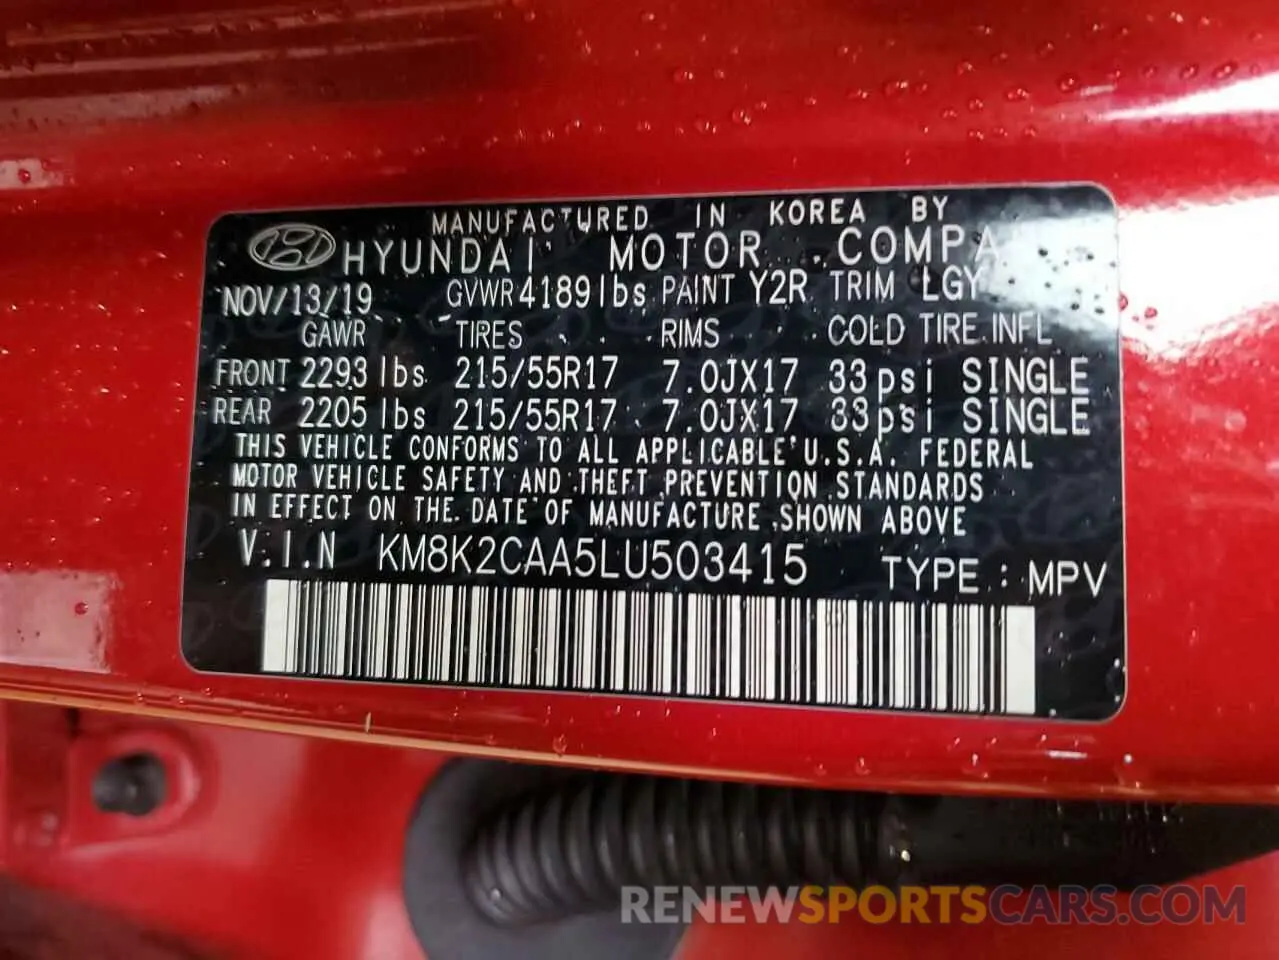 MANUFACTURED IN KOREA BY
HYUNDAI MOTOR COMPA
NOV/13/19 GVWR 4189 lbs PAINT Y2R TRIM LGY
GAWR TIRES RIMS COLD TIRE INFL
FRONT 2293 lbs 215/55R17 7.0JX17 33psi SINGLE
REAR 2205 lbs 215/55R17 7.0JX17 33psi SINGLE
THIS VEHICLE CONFORMS TO ALL APPLICABLE U.S.A. FEDERAL
MOTOR VEHICLE SAFETY AND THEFT PREVENTION STANDARDS
IN EFFECT ON THE DATE OF MANUFACTURE SHOWN ABOVE
V.I.N KM8K2CAA5LU503415 TYPE : MPV
RENEWSPORTSCARS.COM